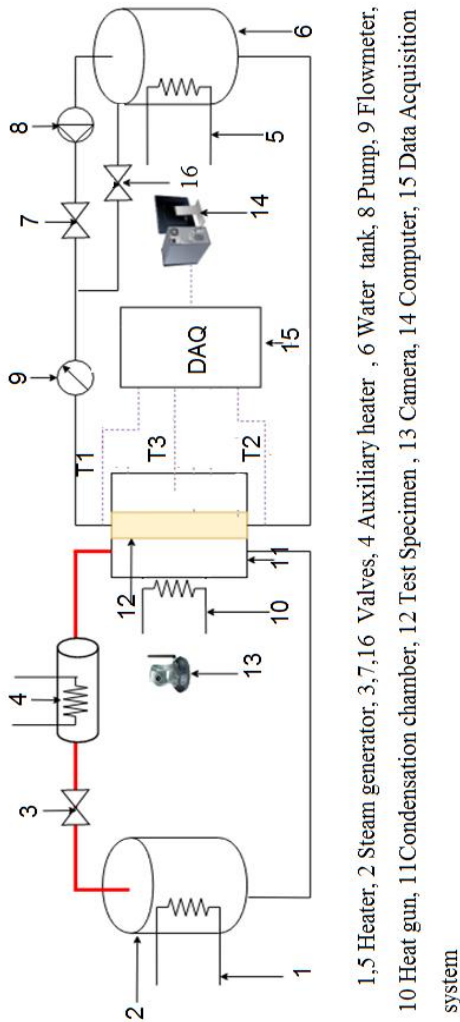 8
7
9
4
3
2
6
16
5
14
T1
T3
T2
DAQ
15
12
11
10
13
1
1,5 Heater, 2 Steam generator, 3,7,16 Valves, 4 Auxiliary heater , 6 Water tank, 8 Pump, 9 Flowmeter,
10 Heat gun, 11Condensation chamber, 12 Test Specimen , 13 Camera, 14 Computer, 15 Data Acquisition
system